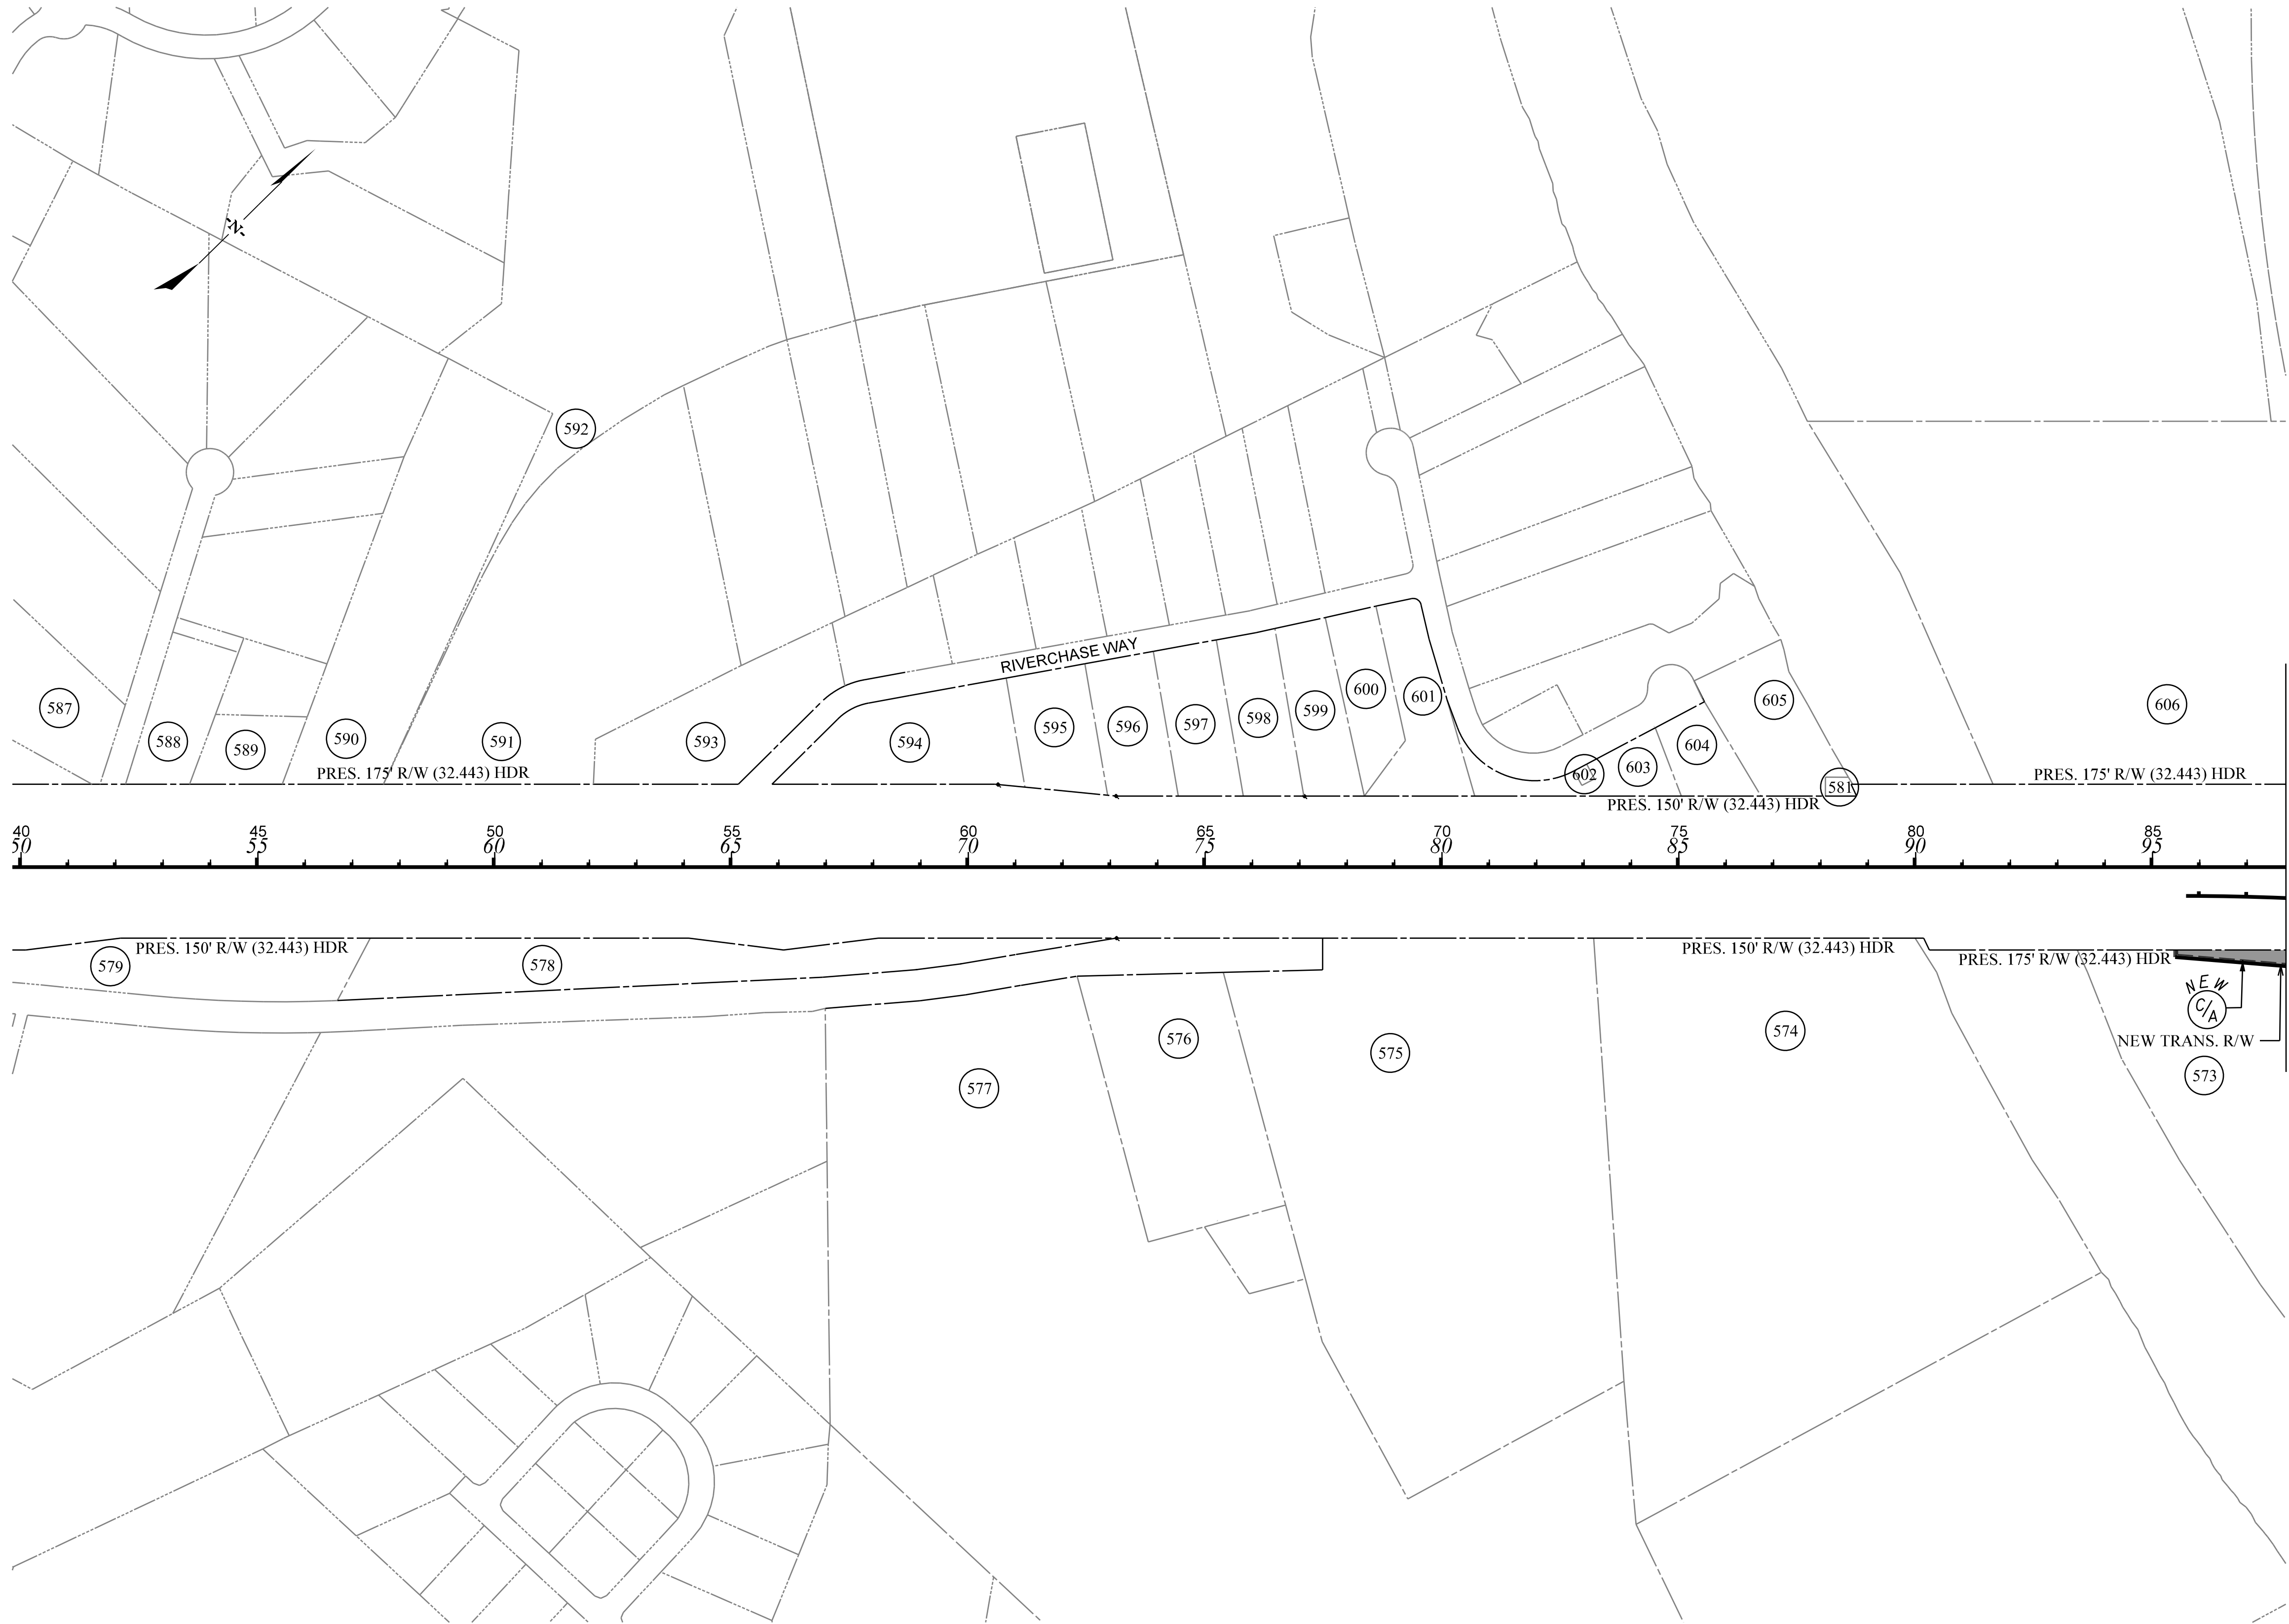 -N-
592
RIVERCHASE WAY
587
588
589
590
591
593
594
595
596
597
598
599
600
601
602
603
604
605
606
581
PRES. 175' R/W (32.443) HDR
PRES. 150' R/W (32.443) HDR
PRES. 175' R/W (32.443) HDR
40 45 50 55 60 65 70 75 80 85
50 55 60 65 70 75 80 85 90 95
PRES. 150' R/W (32.443) HDR
PRES. 150' R/W (32.443) HDR
PRES. 175' R/W (32.443) HDR
579
578
577
576
575
574
573
NEW
C/A
NEW TRANS. R/W